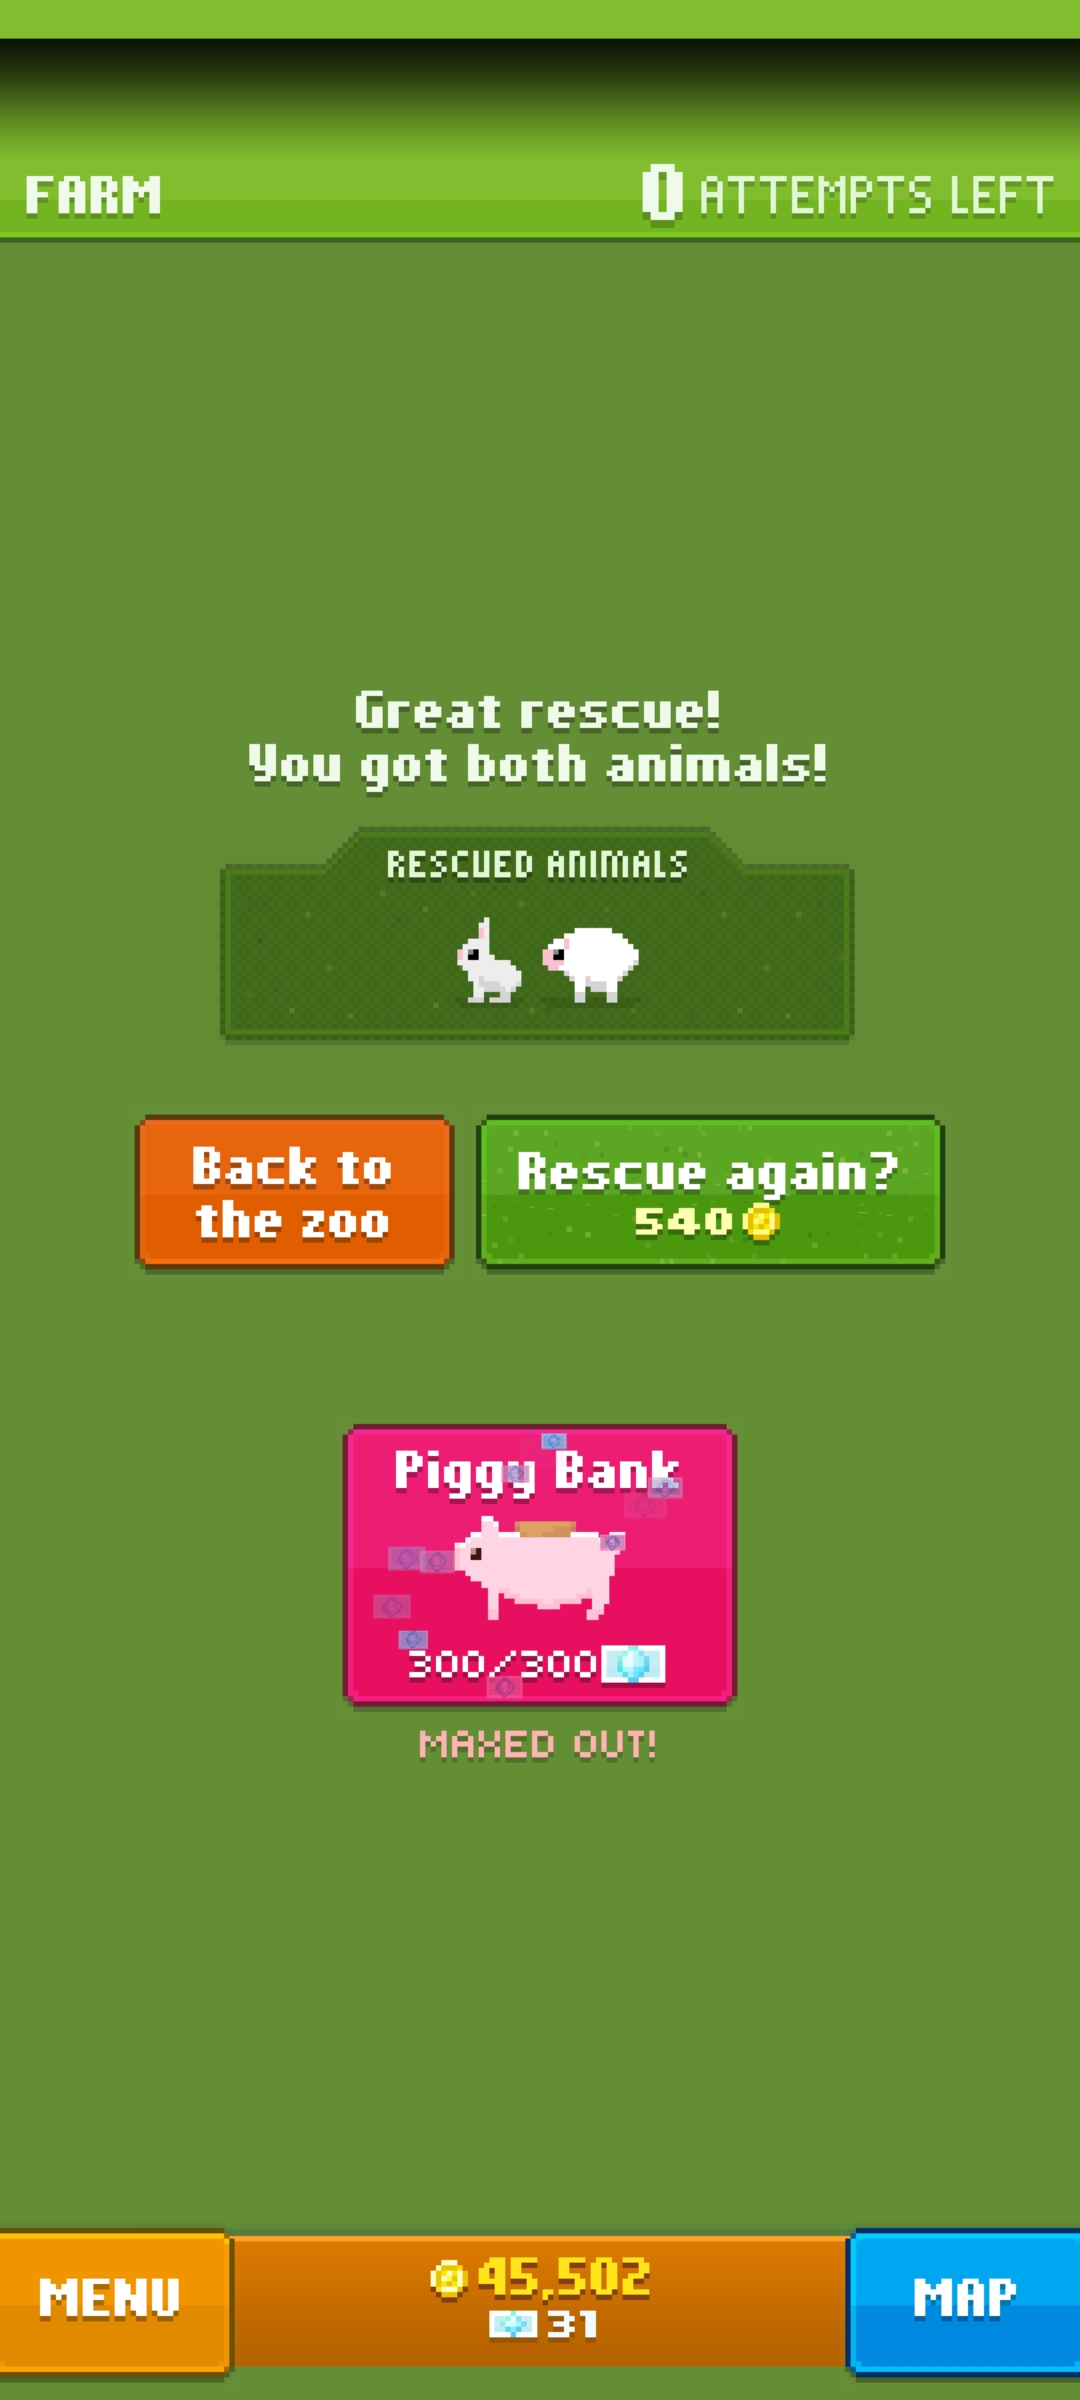 FARM
0 ATTEMPTS LEFT
Great rescue!
You got both animals!
RESCUED ANIMALS
Back to
the zoo
Rescue again?
540
Piggy Bank
300/300
MAXED OUT!
MENU
45,502
31
MAP